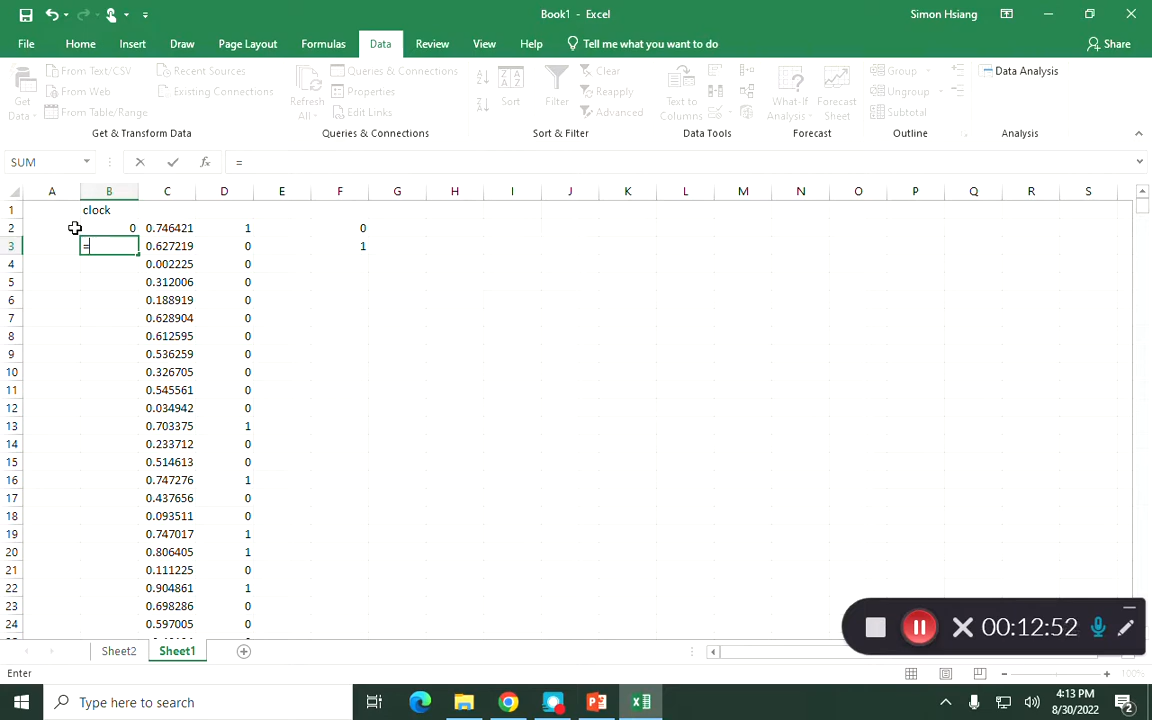 Book1 - Excel
Simon Hsiang
File Home Insert Draw Page Layout Formulas Data Review View Help Tell me what you want to do Share
Get Data
From Text/CSV
From Web
From Table/Range
Recent Sources
Existing Connections
Get & Transform Data
Refresh All
Queries & Connections
Properties
Edit Links
Queries & Connections
Sort
Filter
Clear
Reapply
Advanced
Sort & Filter
Text to Columns
Data Tools
What-If Analysis
Forecast Sheet
Forecast
Group
Ungroup
Subtotal
Outline
Data Analysis
Analysis
SUM fx =
A B C D E F G H I J K L M N O P Q R S
1 clock
2 0 0.746421 1 0
3 = 0.627219 0 1
4 0.002225 0
5 0.312006 0
6 0.188919 0
7 0.628904 0
8 0.612595 0
9 0.536259 0
10 0.326705 0
11 0.545561 0
12 0.034942 0
13 0.703375 1
14 0.233712 0
15 0.514613 0
16 0.747276 1
17 0.437656 0
18 0.093511 0
19 0.747017 1
20 0.806405 1
21 0.111225 0
22 0.904861 1
23 0.698286 0
24 0.597005 0
00:12:52
Sheet2 Sheet1
Enter
100%
Type here to search
4:13 PM
8/30/2022
2